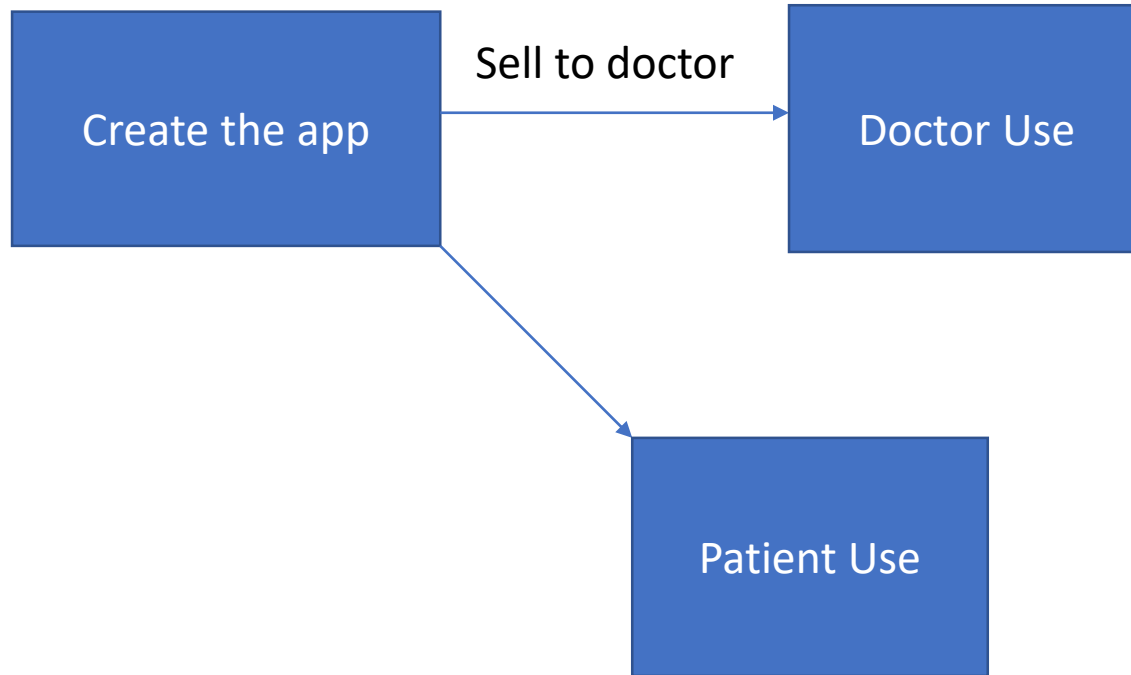 Sell to doctor
Create the app
Doctor Use
Patient Use